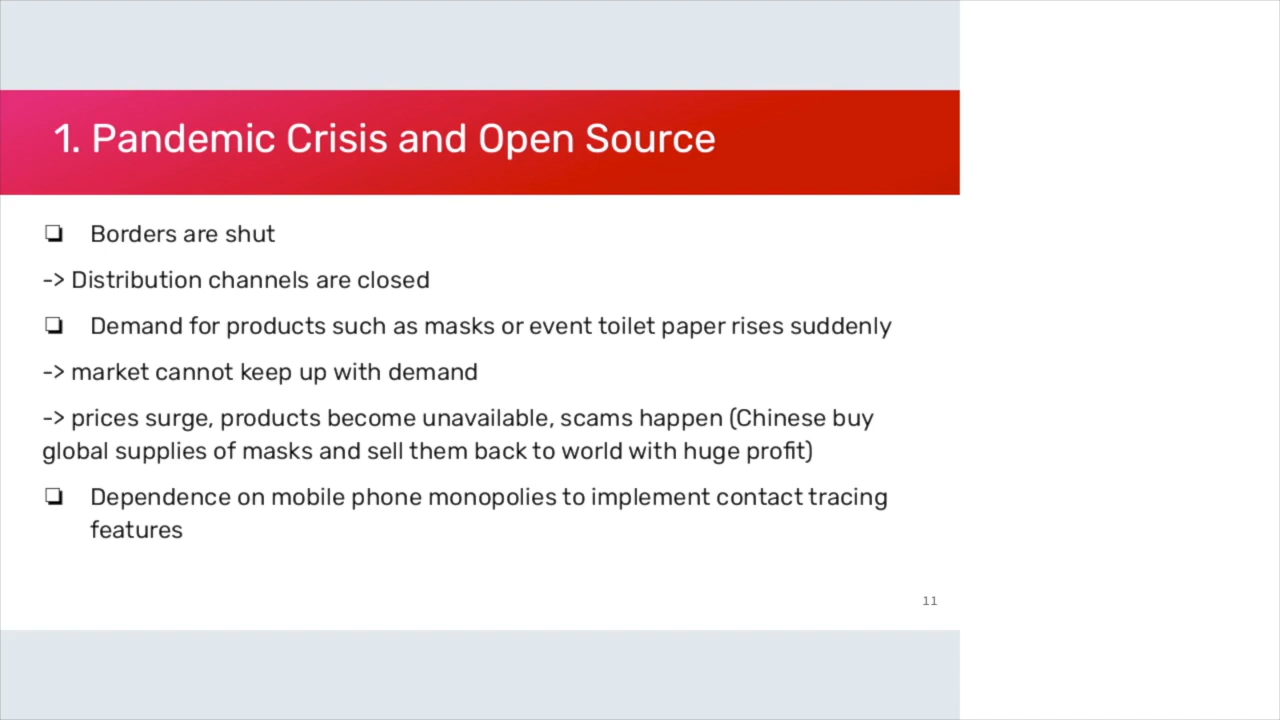 1. Pandemic Crisis and Open Source
❏ Borders are shut
-> Distribution channels are closed
❏ Demand for products such as masks or event toilet paper rises suddenly
-> market cannot keep up with demand
-> prices surge, products become unavailable, scams happen (Chinese buy
global supplies of masks and sell them back to world with huge profit)
❏ Dependence on mobile phone monopolies to implement contact tracing
features
11